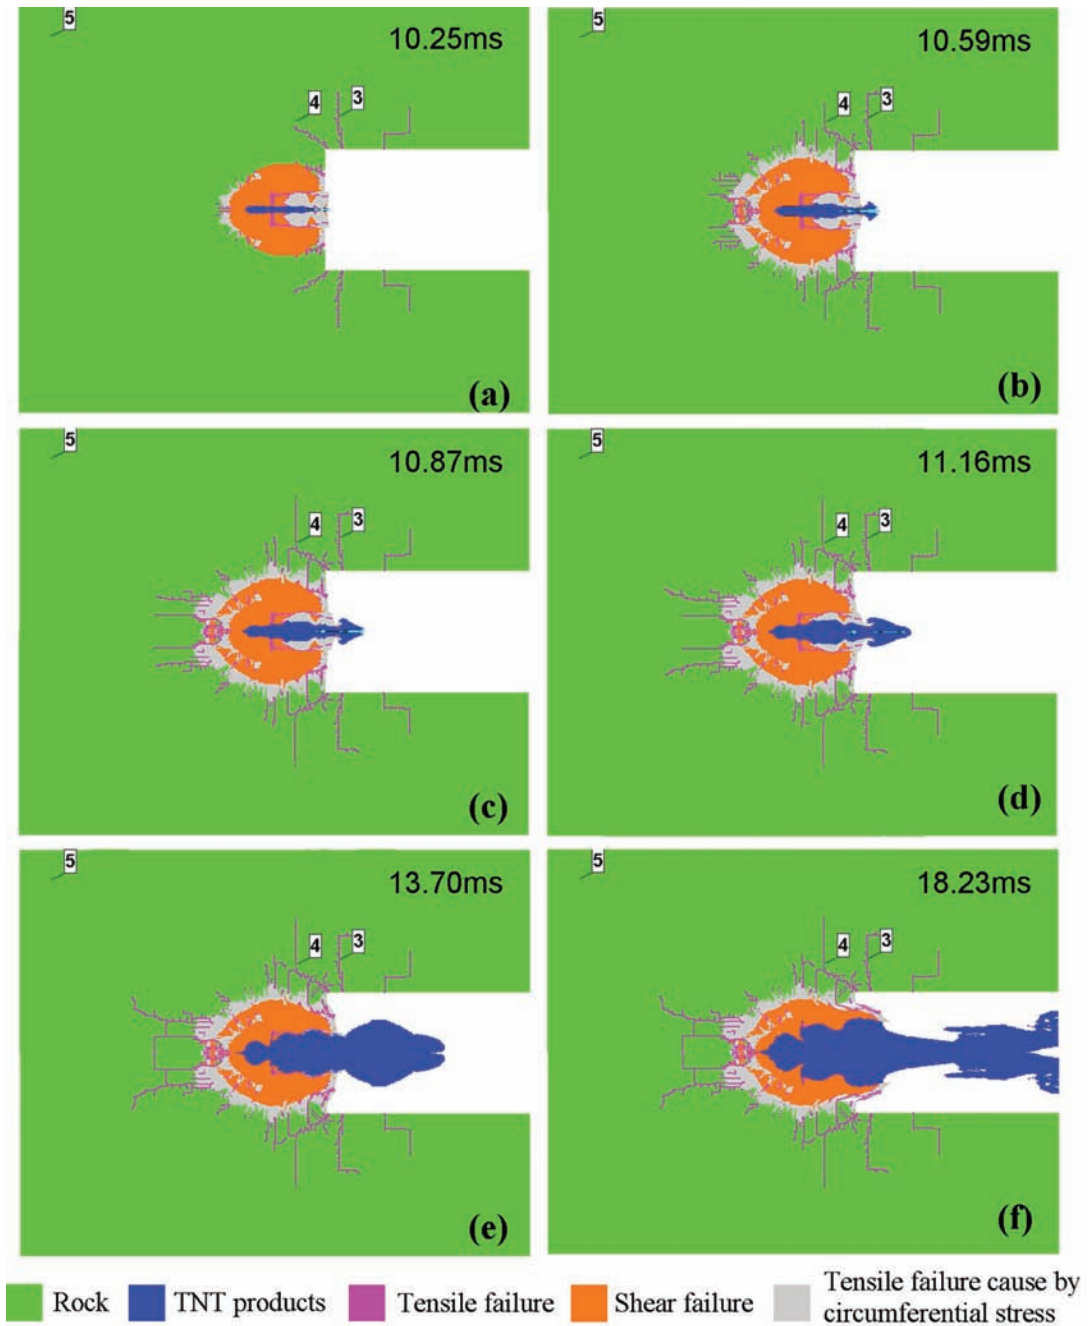 5
10.25ms
4
3
(a)
5
10.59ms
4
3
(b)
5
10.87ms
4
3
(c)
5
11.16ms
4
3
(d)
5
13.70ms
4
3
(e)
5
18.23ms
4
3
(f)
Rock
TNT products
Tensile failure
Shear failure
Tensile failure cause by
circumferential stress